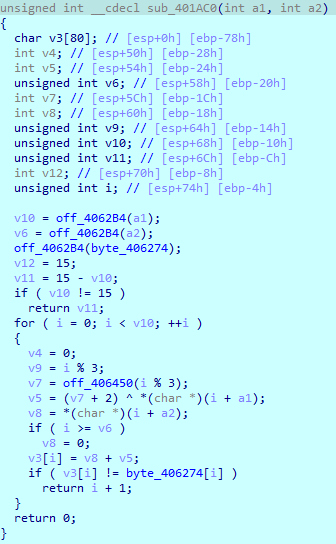 unsigned int __cdecl sub_401AC0(int a1, int a2)
{
char v3[80]; // [esp+0h] [ebp-78h]
int v4; // [esp+50h] [ebp-28h]
int v5; // [esp+54h] [ebp-24h]
unsigned int v6; // [esp+58h] [ebp-20h]
int v7; // [esp+5Ch] [ebp-1Ch]
int v8; // [esp+60h] [ebp-18h]
unsigned int v9; // [esp+64h] [ebp-14h]
unsigned int v10; // [esp+68h] [ebp-10h]
unsigned int v11; // [esp+6Ch] [ebp-Ch]
int v12; // [esp+70h] [ebp-8h]
unsigned int i; // [esp+74h] [ebp-4h]
v10 = off_4062B4(a1);
v6 = off_4062B4(a2);
off_4062B4(byte_406274);
v12 = 15;
v11 = 15 - v10;
if ( v10 != 15 )
return v11;
for ( i = 0; i < v10; ++i )
{
v4 = 0;
v9 = i % 3;
v7 = off_406450(i % 3);
v5 = (v7 + 2) ^ *(char *)(i + a1);
v8 = *(char *)(i + a2);
if ( i >= v6 )
v8 = 0;
v3[i] = v8 + v5;
if ( v3[i] != byte_406274[i] )
return i + 1;
}
return 0;
}